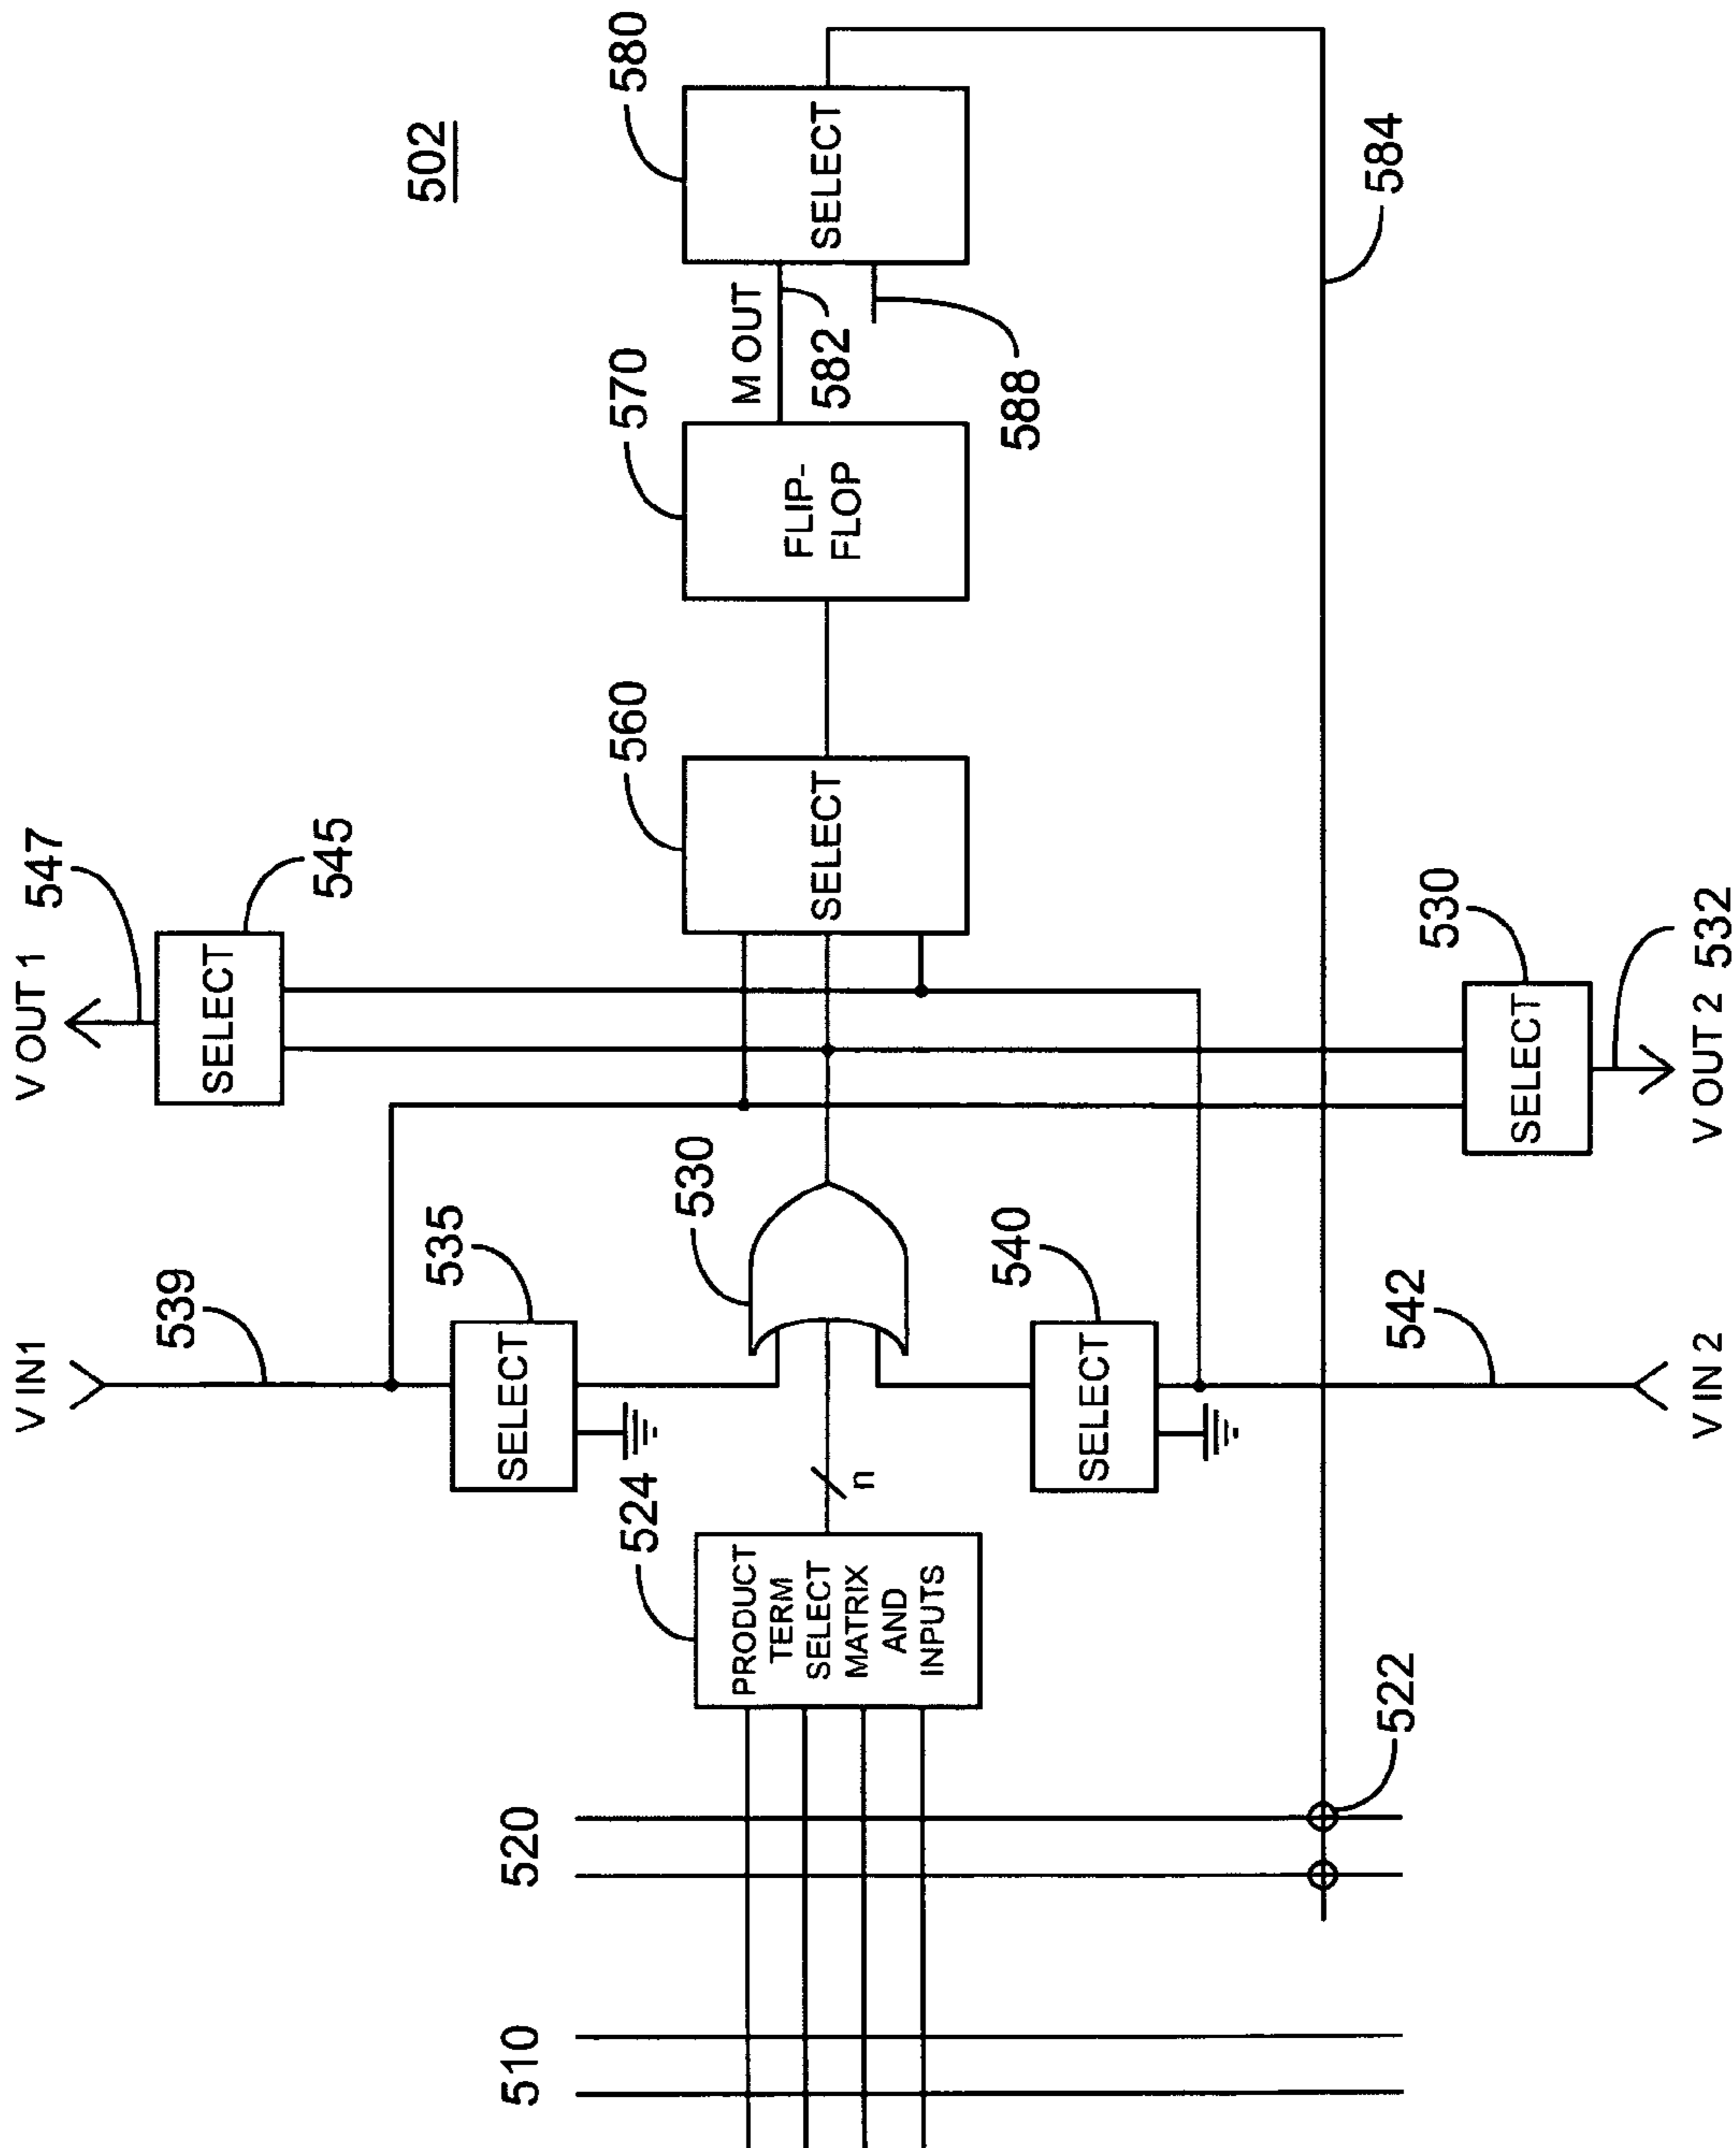 V IN1
V OUT 1 547
539
SELECT
545
502
535
510
520
SELECT
524
530
560
570
580
PRODUCT
TERM
SELECT
MATRIX
AND
INPUTS
n
SELECT
FLIP-
FLOP
M OUT
582
588
SELECT
540
SELECT
522
542
530
584
SELECT
V IN 2
V OUT 2 532